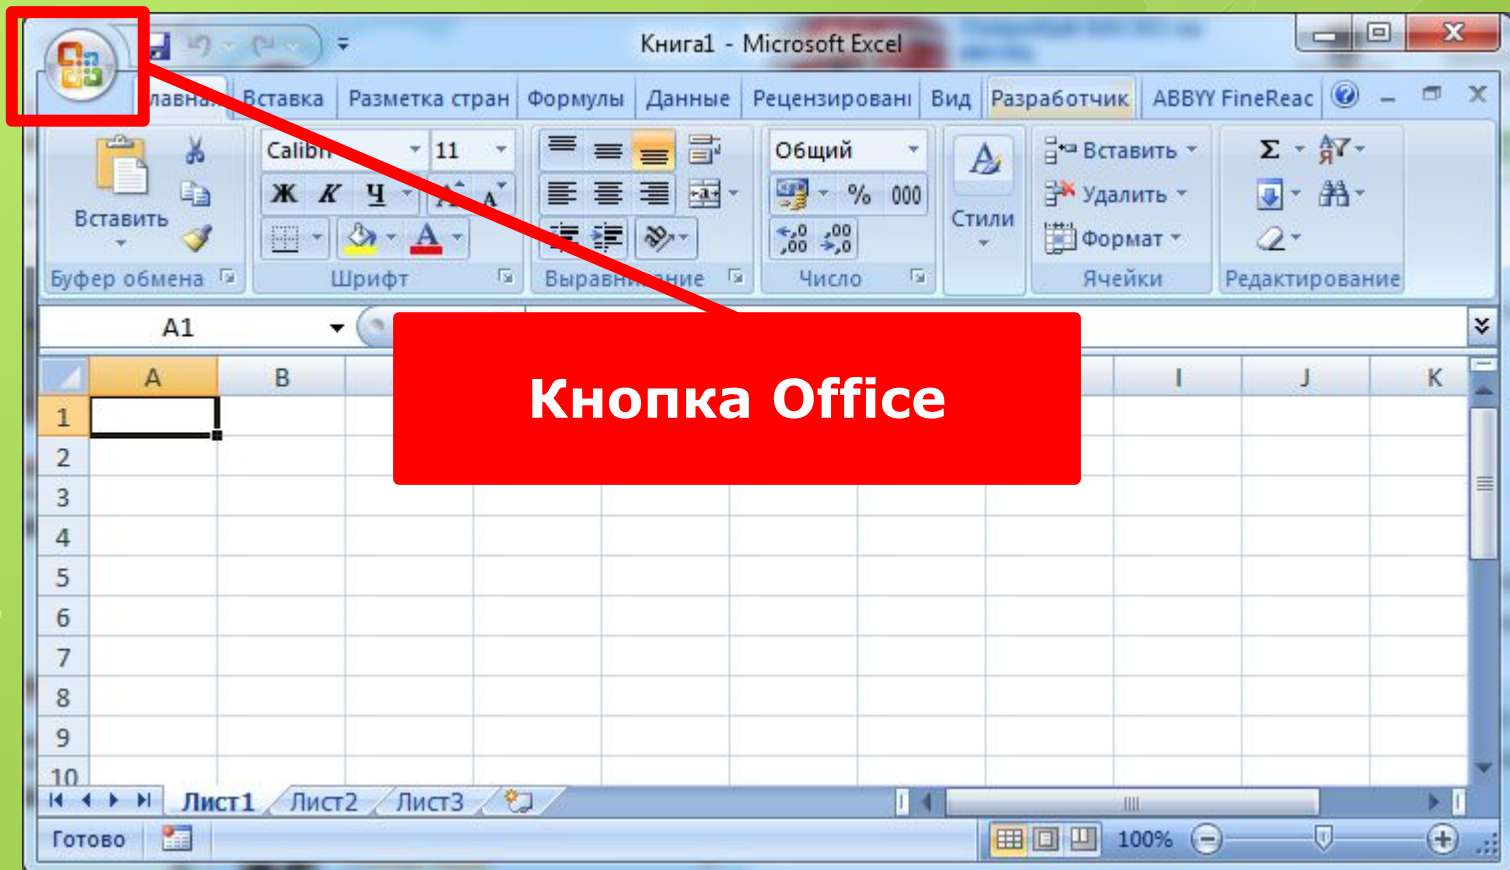 Книга1 - Microsoft Excel
Главная Вставка Разметка стран Формулы Данные Рецензировані Вид Разработчик ABBYY FineReac
Calibri 11 Общий Вставить
Ж К Ч A A % 000 Удалить
Вставить Стили Формат
Буфер обмена Шрифт Выравнивание Число Ячейки Редактирование
A1
Кнопка Office
A B I J K
1
2
3
4
5
6
7
8
9
10
Лист1 Лист2 Лист3
Готово 100%